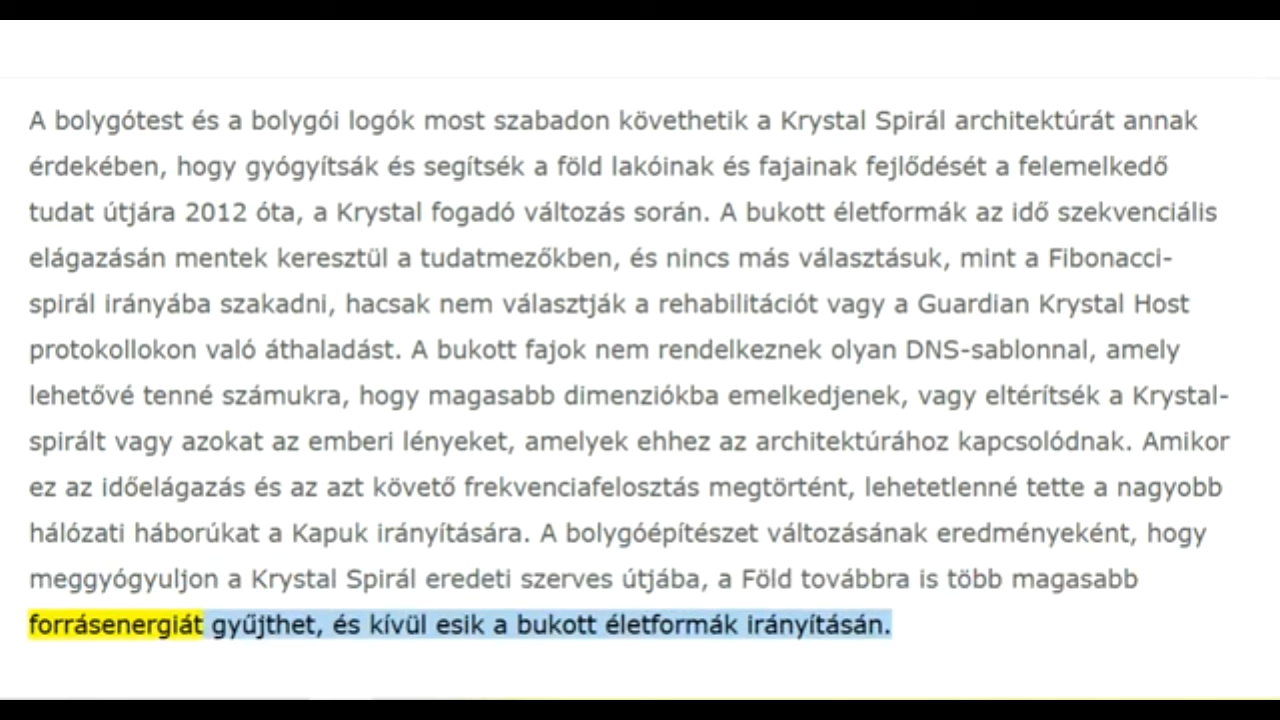 A bolygótest és a bolygói logók most szabadon követhetik a Krystal Spirál architektúrát annak
érdekében, hogy gyógyítsák és segítsék a föld lakóinak és fajainak fejlődését a felemelkedő
tudat útjára 2012 óta, a Krystal fogadó változás során. A bukott életformák az idő szekvenciális
elágazásán mentek keresztül a tudatmezőkben, és nincs más választásuk, mint a Fibonacci-
spirál irányába szakadni, hacsak nem választják a rehabilitációt vagy a Guardian Krystal Host
protokollokon való áthaladást. A bukott fajok nem rendelkeznek olyan DNS-sablonnal, amely
lehetővé tenné számukra, hogy magasabb dimenziókba emelkedjenek, vagy eltérítsék a Krystal-
spirált vagy azokat az emberi lényeket, amelyek ehhez az architektúrához kapcsolódnak. Amikor
ez az időelágazás és az azt követő frekvenciafelosztás megtörtént, lehetetlenné tette a nagyobb
hálózati háborúkat a Kapuk irányítására. A bolygóépítészet változásának eredményeként, hogy
meggyógyuljon a Krystal Spirál eredeti szerves útjába, a Föld továbbra is több magasabb
forrásenergiát gyűjthet, és kívül esik a bukott életformák irányításán.